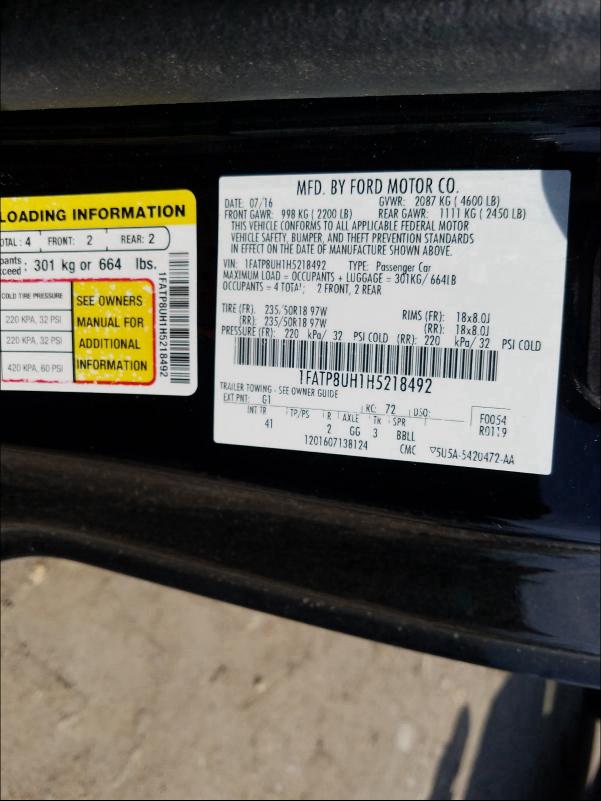 LOADING INFORMATION
OTAL : 4 FRONT: 2 REAR: 2
pants
xceed : 301 kg or 664 lbs.
COLD TIRE PRESSURE
220 KPA, 32 PSI
220 KPA, 32 PSI
420 KPA, 60 PSI
SEE OWNERS
MANUAL FOR
ADDITIONAL
INFORMATION
1FATP8UH1H5218492
MFD. BY FORD MOTOR CO.
DATE: 07/16 GVWR: 2087 KG ( 4600 LB)
FRONT GAWR: 998 KG ( 2200 LB) REAR GAWR: 1111 KG ( 2450 LB)
THIS VEHICLE CONFORMS TO ALL APPLICABLE FEDERAL MOTOR
VEHICLE SAFETY, BUMPER, AND THEFT PREVENTION STANDARDS
IN EFFECT ON THE DATE OF MANUFACTURE SHOWN ABOVE.
VIN: 1FATP8UH1H5218492 TYPE: Passenger Car
MAXIMUM LOAD = OCCUPANTS + LUGGAGE = 301KG/ 664LB
OCCUPANTS = 4 TOTAL; 2 FRONT, 2 REAR
TIRE (FR): 235/50R18 97W RIMS (FR): 18x8.0J
(RR): 235/50R18 97W (RR): 18x8.0J
PRESSURE (FR): 220 kPa/ 32 PSI COLD (RR): 220 kPa/ 32 PSI COLD
1FATP8UH1H5218492
TRAILER TOWING - SEE OWNER GUIDE
EXT PNT: G1 RC: 72 DSO: F0054
INT TR TP/PS R AXLE TK SPR R0119
41 2 GG 3 BBLL
1201607138124 CMC ▽5U5A-5420472-AA